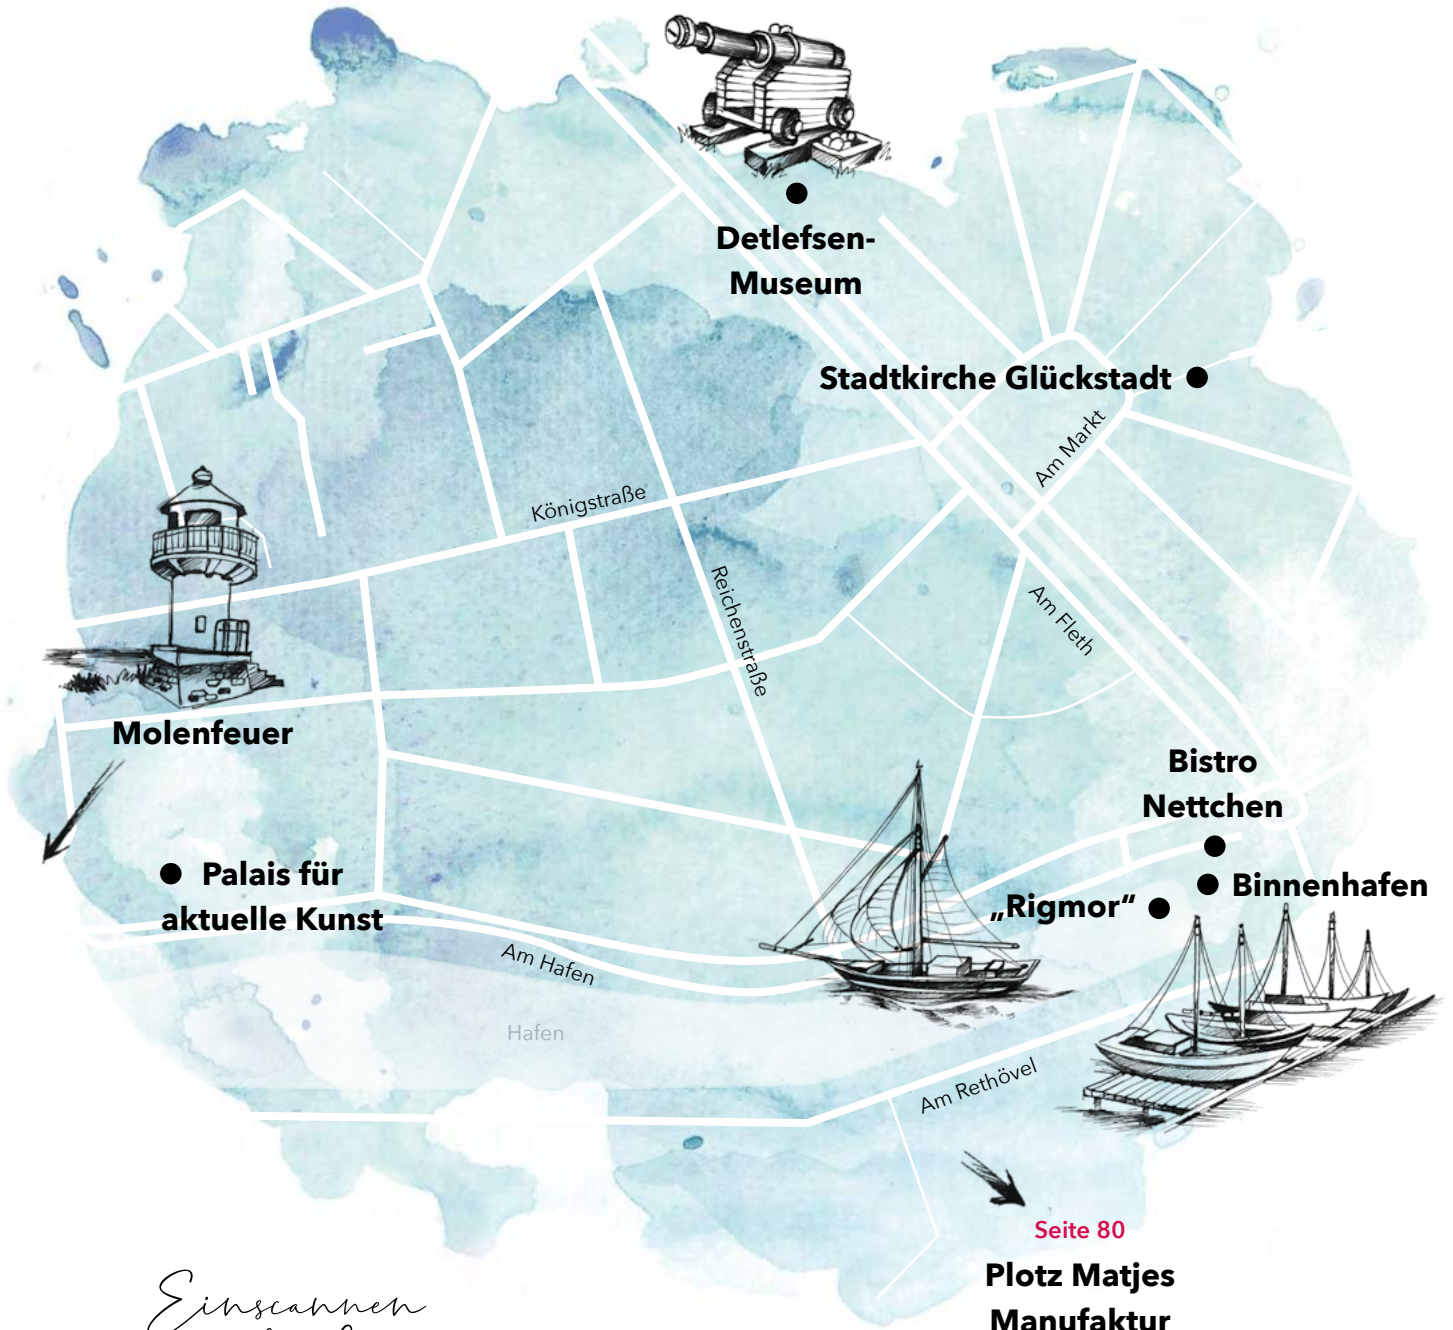 Detlefsen-
Museum
Stadtkirche Glückstadt
Am Markt
Königstraße
Reichenstraße
Am Fleth
Molenfeuer
Bistro
Nettchen
Palais für
aktuelle Kunst
„Rigmor“
Binnenhafen
Am Hafen
Hafen
Am Rethövel
Seite 80
Plotz Matjes
Manufaktur
Einscannen